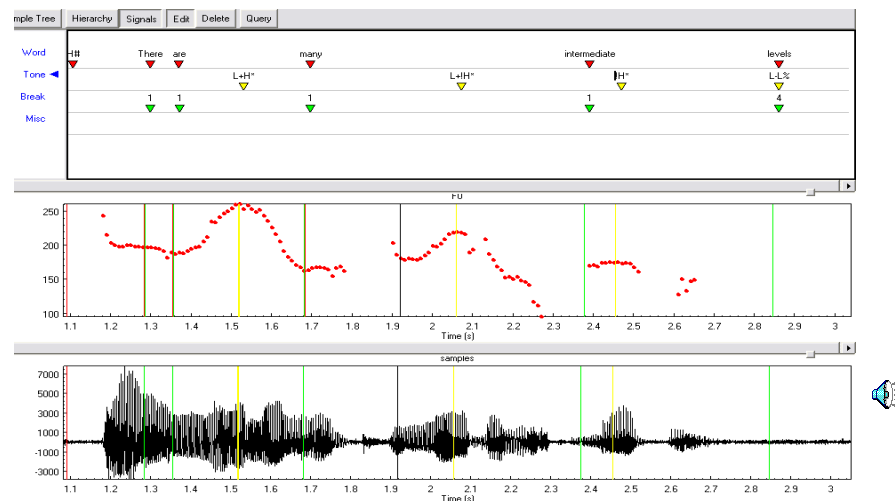 mple Tree Hierarchy Signals Edit Delete Query
Word H# There are many intermediate levels
Tone L+H* L+!H* !H* L-L%
Break 1 1 1 1 4
Misc
F0
250
200
150
100
1.1 1.2 1.3 1.4 1.5 1.6 1.7 1.8 1.9 2 2.1 2.2 2.3 2.4 2.5 2.6 2.7 2.8 2.9 3
Time (s)
samples
7000
5000
3000
1000
-1000
-3000
1.1 1.2 1.3 1.4 1.5 1.6 1.7 1.8 1.9 2 2.1 2.2 2.3 2.4 2.5 2.6 2.7 2.8 2.9 3
Time (s)